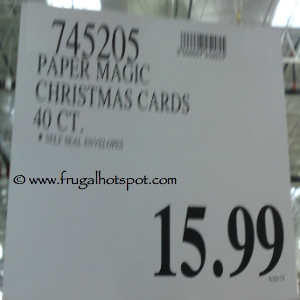 745205
PAPER MAGIC
CHRISTMAS CARDS
40 CT.
* SELF SEAL ENVELOPES
© www.frugalhotspot.com
15.99